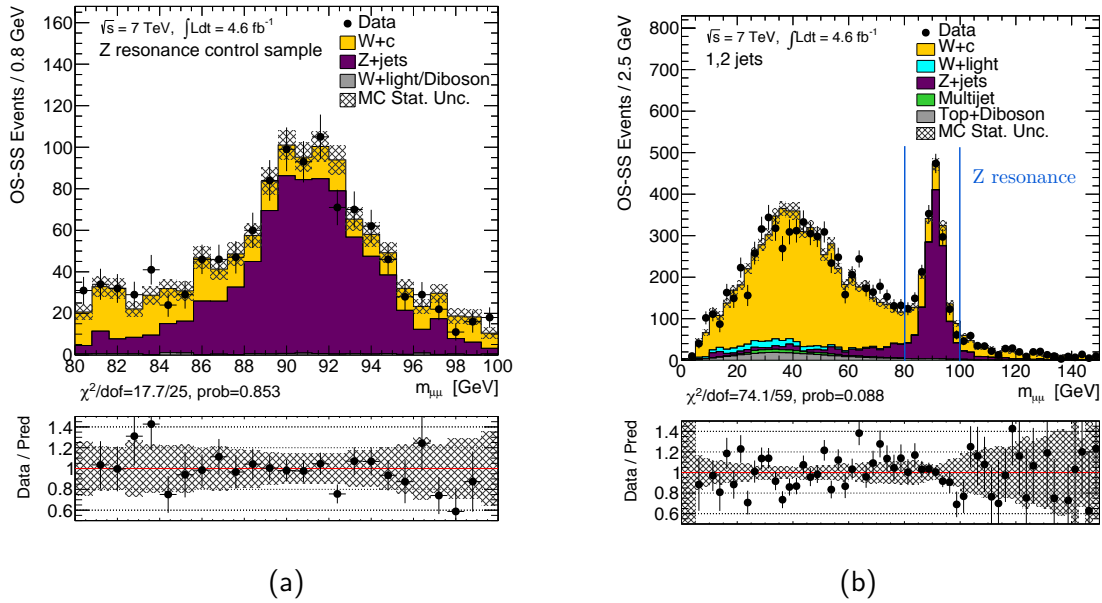 √s = 7 TeV, ∫Ldt = 4.6 fb⁻¹
Z resonance control sample
Data
W+c
Z+jets
W+light/Diboson
MC Stat. Unc.
OS-SS Events / 0.8 GeV
160
140
120
100
80
60
40
20
0
80 82 84 86 88 90 92 94 96 98 100
χ²/dof=17.7/25, prob=0.853
m_μμ [GeV]
Data / Pred
1.4
1.2
1
0.8
0.6
(a)
√s = 7 TeV, ∫Ldt = 4.6 fb⁻¹
1,2 jets
Data
W+c
W+light
Z+jets
Multijet
Top+Diboson
MC Stat. Unc.
Z resonance
OS-SS Events / 2.5 GeV
800
700
600
500
400
300
200
100
0
0 20 40 60 80 100 120 140
χ²/dof=74.1/59, prob=0.088
m_μμ [GeV]
Data / Pred
1.4
1.2
1
0.8
0.6
(b)